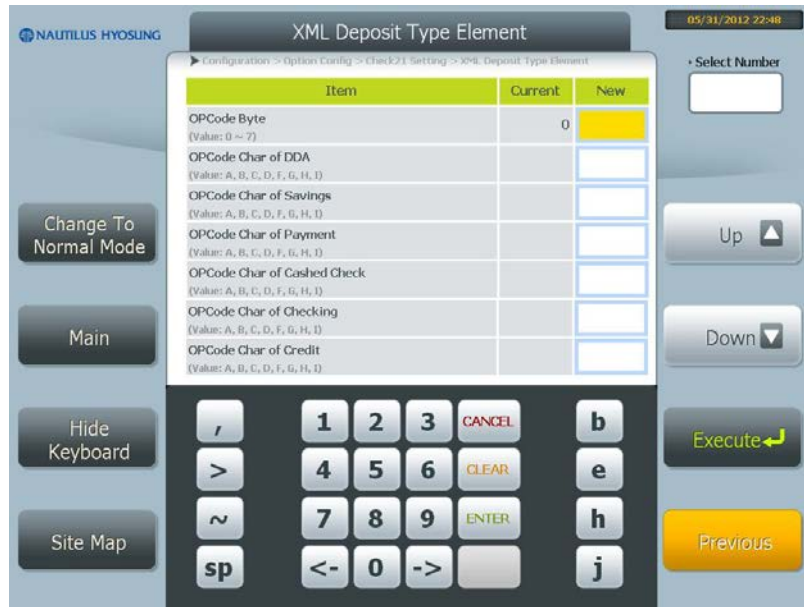 NAUTILUS HYOSUNG
XML Deposit Type Element
05/31/2012 22:48
Configuration > Option Config > Check21 Setting > XML Deposit Type Element
Select Number
Item Current New
OPCode Byte 0
(Value: 0 ~ 7)
OPCode Char of DDA
(Value: A, B, C, D, F, G, H, I)
OPCode Char of Savings
(Value: A, B, C, D, F, G, H, I)
OPCode Char of Payment
(Value: A, B, C, D, F, G, H, I)
OPCode Char of Cashed Check
(Value: A, B, C, D, F, G, H, I)
OPCode Char of Checking
(Value: A, B, C, D, F, G, H, I)
OPCode Char of Credit
(Value: A, B, C, D, F, G, H, I)
Change To
Normal Mode
Main
Hide
Keyboard
Site Map
Up
Down
Execute
Previous
, 1 2 3 CANCEL b
> 4 5 6 CLEAR e
~ 7 8 9 ENTER h
sp <- 0 -> j